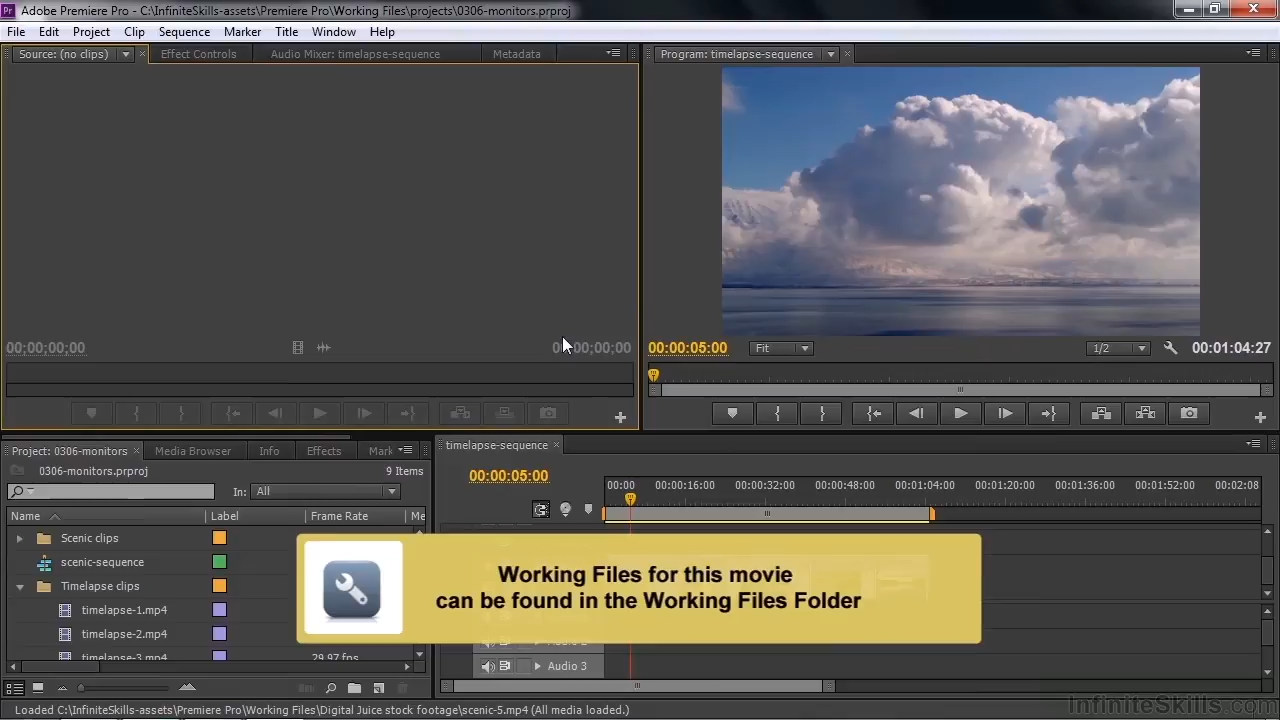 Adobe Premiere Pro - C:\InfiniteSkills-assets\Premiere Pro\Working Files\projects\0306-monitors.prproj
File Edit Project Clip Sequence Marker Title Window Help
Source: (no clips) Effect Controls Audio Mixer: timelapse-sequence Metadata
Program: timelapse-sequence
00;00;00;00
00;00;00
00:00:05:00 Fit 1/2 00:01:04:27
Project: 0306-monitors Media Browser Info Effects Mark
0306-monitors.prproj 9 Items
In: All
Name Label Frame Rate Me
Scenic clips
scenic-sequence
Timelapse clips
timelapse-1.mp4
timelapse-2.mp4
timelapse-3.mp4 29.97 fps
timelapse-sequence
00:00:05:00
00:00 00:00:16:00 00:00:32:00 00:00:48:00 00:01:04:00 00:01:20:00 00:01:36:00 00:01:52:00 00:02:08
Working Files for this movie
can be found in the Working Files Folder
Audio 3
Loaded C:\InfiniteSkills-assets\Premiere Pro\Working Files\Digital Juice stock footage\scenic-5.mp4 (All media loaded.)
InfiniteSkills.com